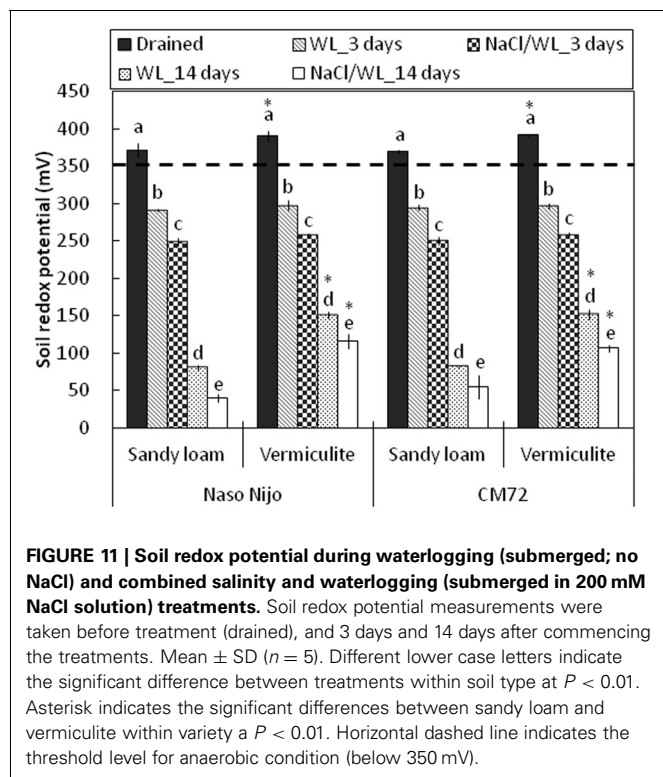 Drained WL_3 days NaCl/WL_3 days
WL_14 days NaCl/WL_14 days
Soil redox potential (mV)
450
400
350
300
250
200
150
100
50
0
a b c d e
* a b c * d * e
a b c d e
* a b c * d * e
Sandy loam Vermiculite Sandy loam Vermiculite
Naso Nijo CM72
FIGURE 11 | Soil redox potential during waterlogging (submerged; no
NaCl) and combined salinity and waterlogging (submerged in 200 mM
NaCl solution) treatments. Soil redox potential measurements were
taken before treatment (drained), and 3 days and 14 days after commencing
the treatments. Mean ± SD (n = 5). Different lower case letters indicate
the significant difference between treatments within soil type at P < 0.01.
Asterisk indicates the significant differences between sandy loam and
vermiculite within variety a P < 0.01. Horizontal dashed line indicates the
threshold level for anaerobic condition (below 350 mV).